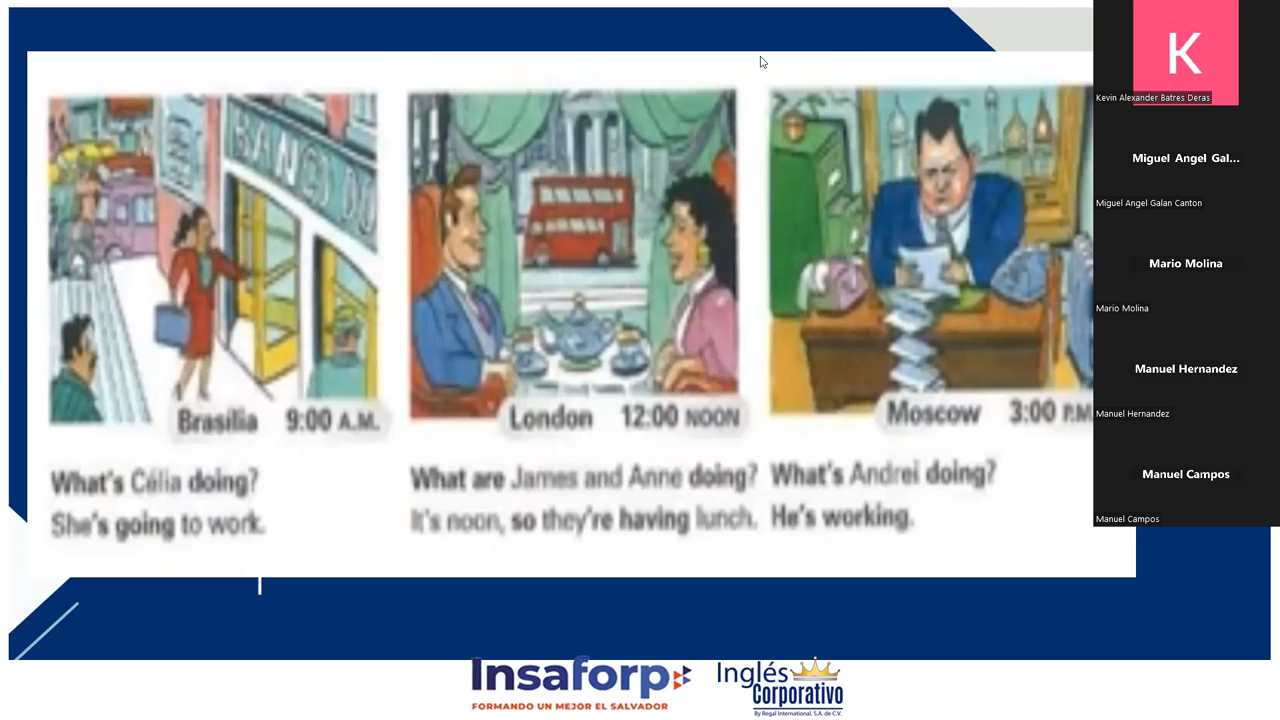 BANCO DO
Brasília 9:00 A.M.
London 12:00 NOON
Moscow 3:00 P.M
What's Célia doing?
She's going to work.
What are James and Anne doing?
It's noon, so they're having lunch.
What's Andrei doing?
He's working.
K
Kevin Alexander Batres Deras
Miguel Angel Gal...
Miguel Angel Galan Canton
Mario Molina
Mario Molina
Manuel Hernandez
Manuel Hernandez
Manuel Campos
Manuel Campos
Insaforp
FORMANDO UN MEJOR EL SALVADOR
Inglés
Corporativo
By Regal International, S.A. de C.V.